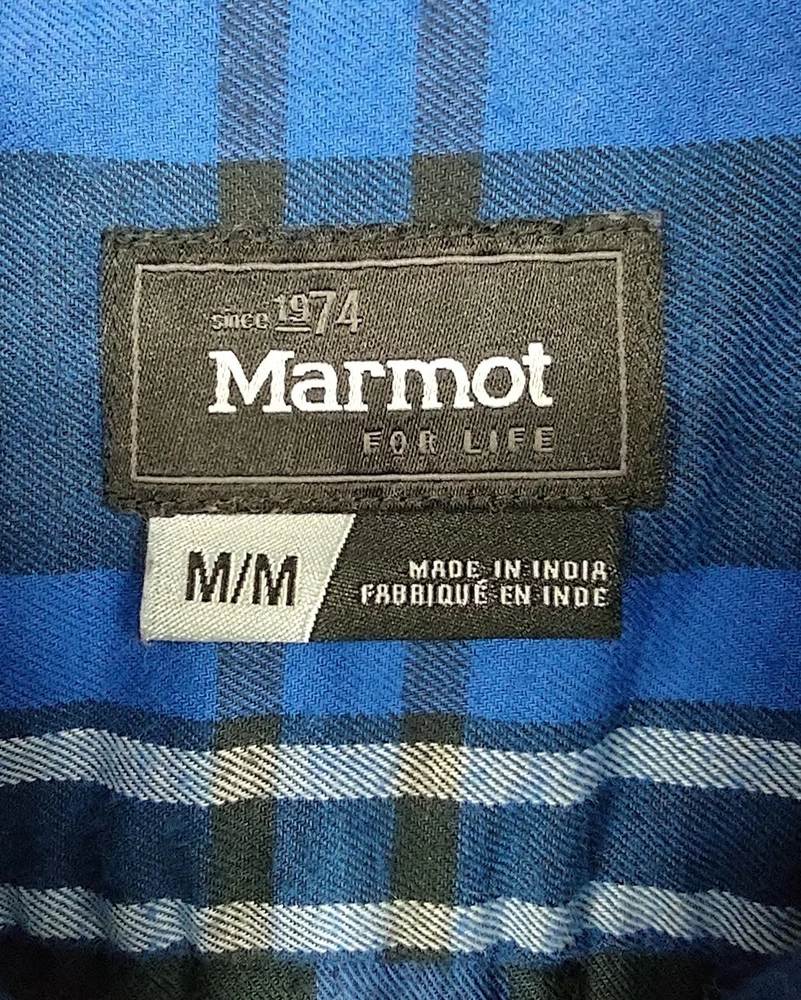 since 1974
Marmot
FOR LIFE
M/M
MADE IN INDIA
FABRIQUÉ EN INDE